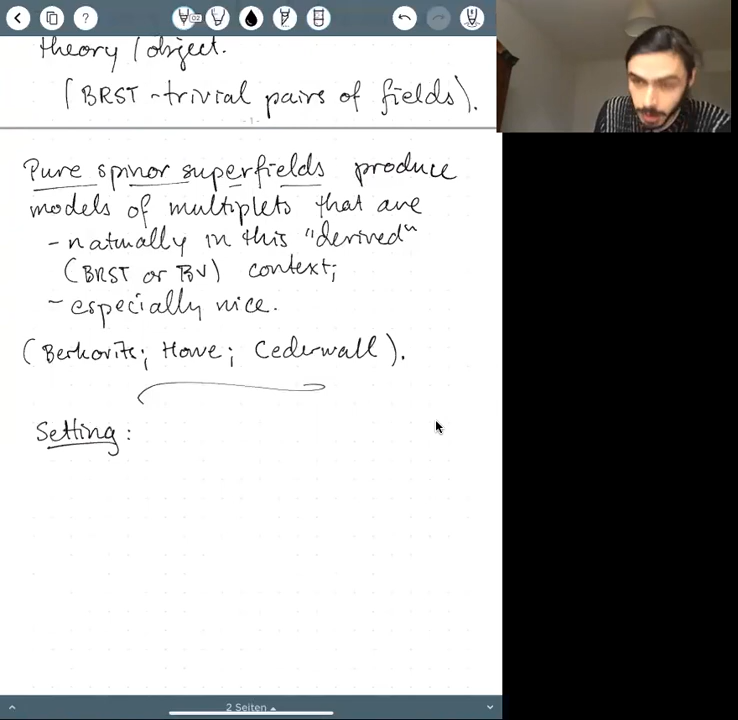 theory / object.
(BRST-trivial pairs of fields).
-1-
Pure spinor superfields produce
models of multiplets that are
- naturally in this "derived"
(BRST or BV) context;
- especially nice.
(Berkovits; Howe; Cederwall).
Setting:
2 Seiten